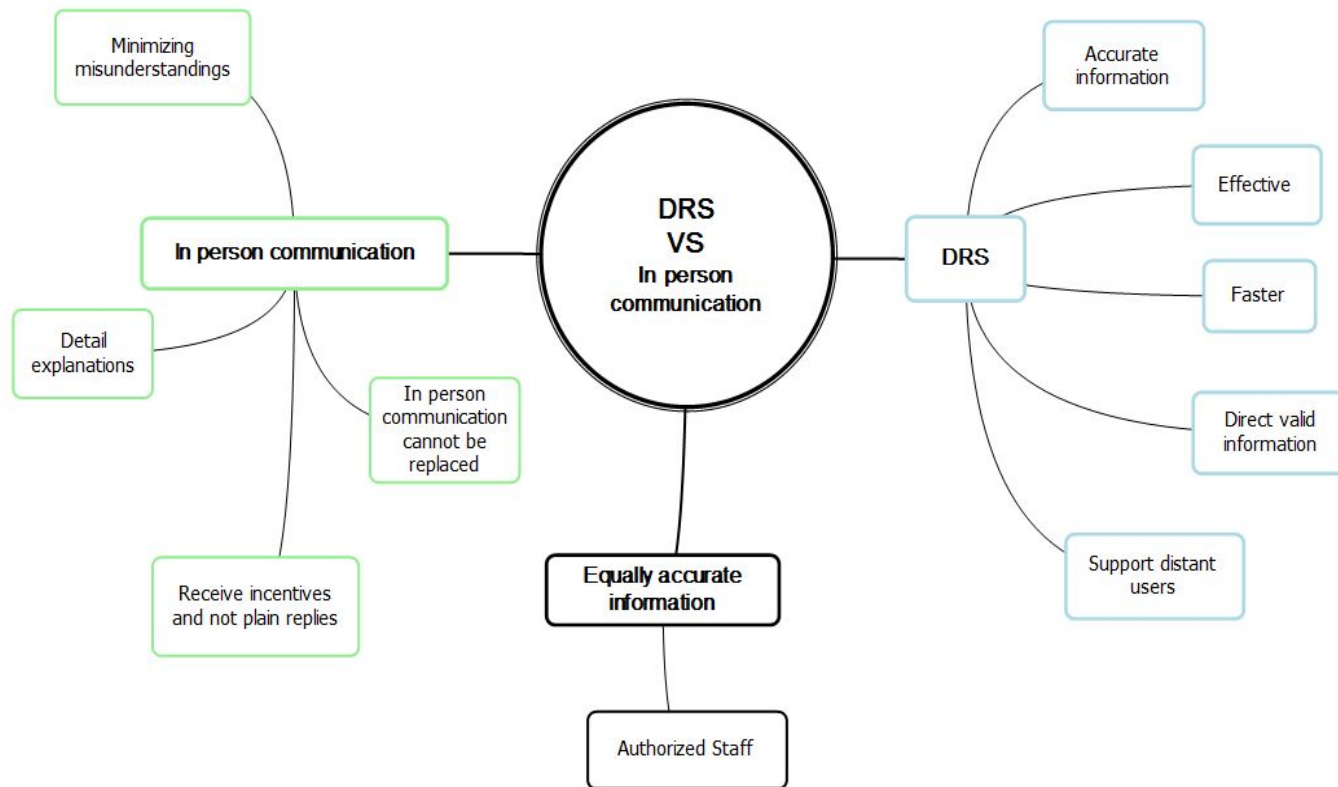 Minimizing
misunderstandings
In person communication
Detail
explanations
In person
communication
cannot be
replaced
Receive incentives
and not plain replies
DRS
VS
In person
communication
Equally accurate
information
Authorized Staff
Accurate
information
Effective
DRS
Faster
Direct valid
information
Support distant
users